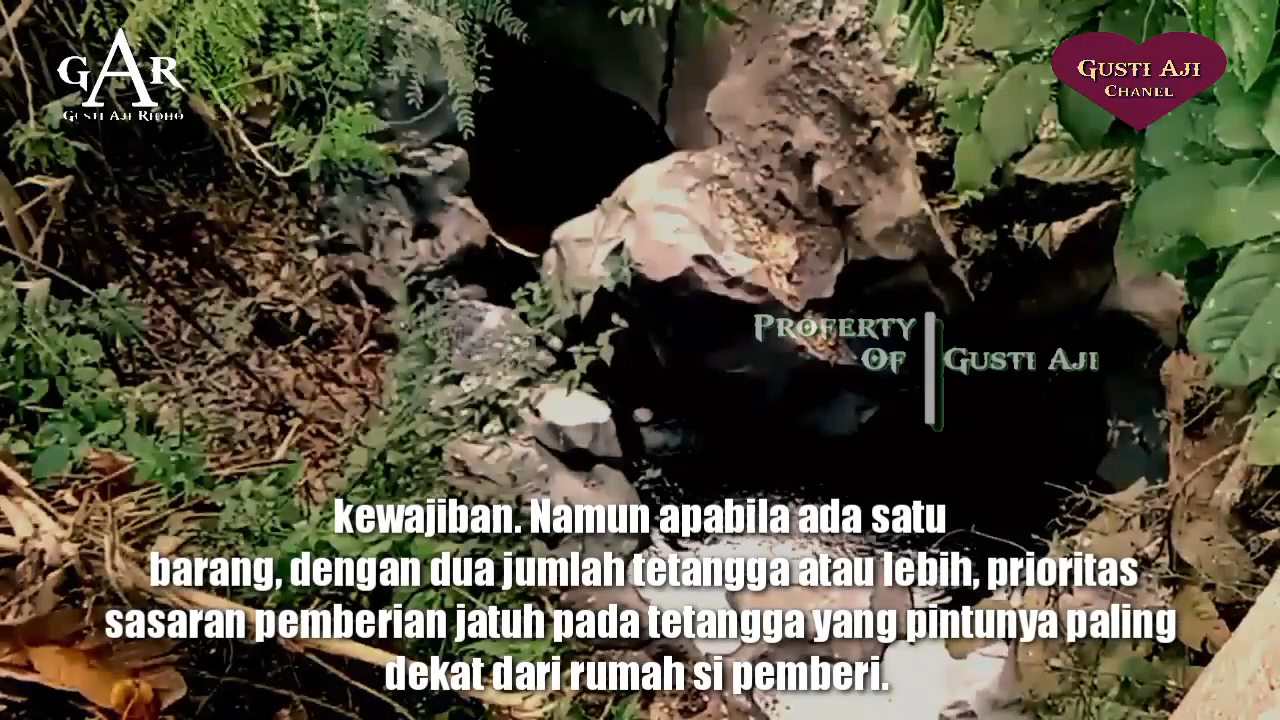 GAR
GUSTI AJI RIDHO
GUSTI AJI
CHANEL
PROFERTY
OF
GUSTI AJI
kewajiban. Namun apabila ada satu
barang, dengan dua jumlah tetangga atau lebih, prioritas
sasaran pemberian jatuh pada tetangga yang pintunya paling
dekat dari rumah si pemberi.